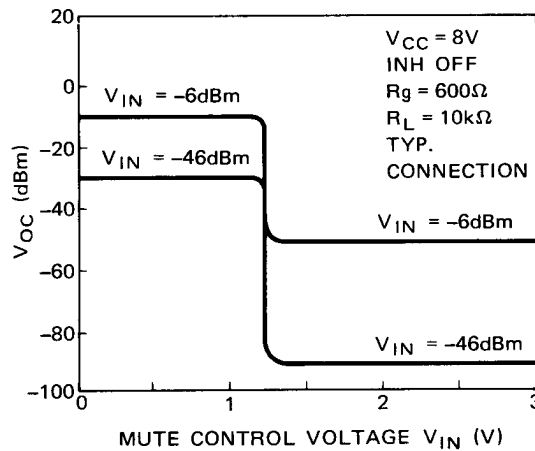 20
0
-20
-40
-60
-80
-100
VOC (dBm)
VCC = 8V
INH OFF
Rg = 600Ω
RL = 10kΩ
TYP.
CONNECTION
VIN = -6dBm
VIN = -46dBm
VIN = -6dBm
VIN = -46dBm
0
1
2
3
MUTE CONTROL VOLTAGE VIN (V)